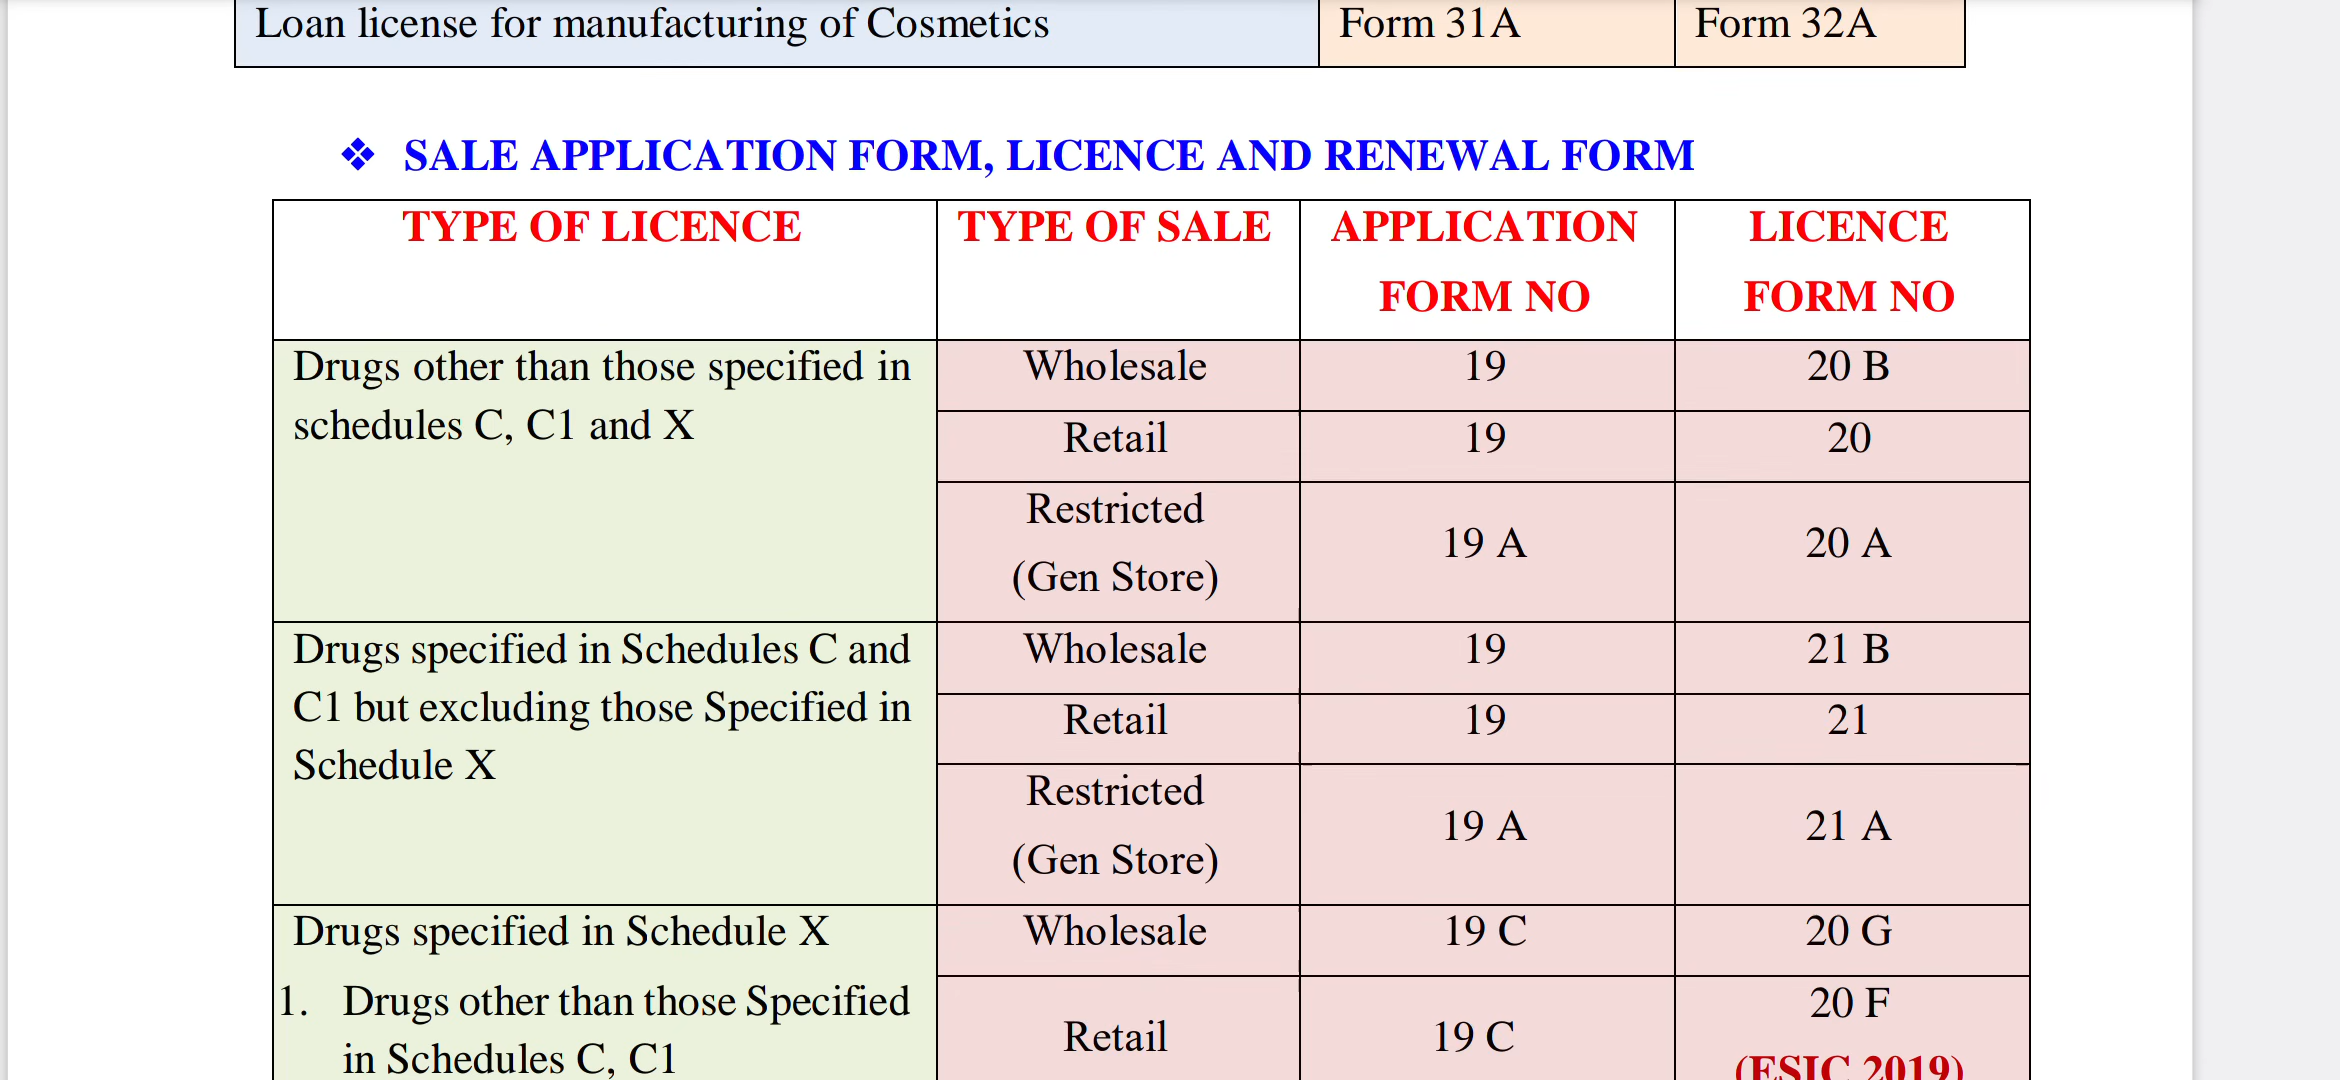 Loan license for manufacturing of Cosmetics Form 31A Form 32A
❖ SALE APPLICATION FORM, LICENCE AND RENEWAL FORM
TYPE OF LICENCE TYPE OF SALE APPLICATION FORM NO LICENCE FORM NO
Drugs other than those specified in
schedules C, C1 and X
Wholesale 19 20 B
Retail 19 20
Restricted
(Gen Store)
19 A 20 A
Drugs specified in Schedules C and
C1 but excluding those Specified in
Schedule X
Wholesale 19 21 B
Retail 19 21
Restricted
(Gen Store)
19 A 21 A
Drugs specified in Schedule X
1. Drugs other than those Specified
in Schedules C, C1
Wholesale 19 C 20 G
Retail 19 C 20 F
(ESIC 2019)